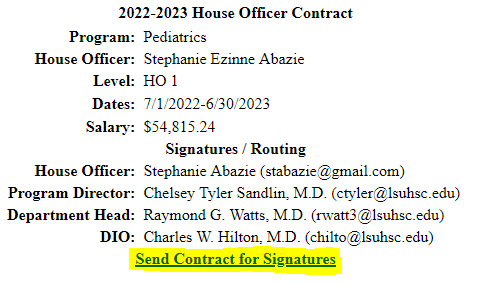 2022-2023 House Officer Contract
Program: Pediatrics
House Officer: Stephanie Ezinne Abazie
Level: HO 1
Dates: 7/1/2022-6/30/2023
Salary: $54,815.24
Signatures / Routing
House Officer: Stephanie Abazie (stabazie@gmail.com)
Program Director: Chelsey Tyler Sandlin, M.D. (ctyler@lsuhsc.edu)
Department Head: Raymond G. Watts, M.D. (rwatt3@lsuhsc.edu)
DIO: Charles W. Hilton, M.D. (chilto@lsuhsc.edu)
Send Contract for Signatures